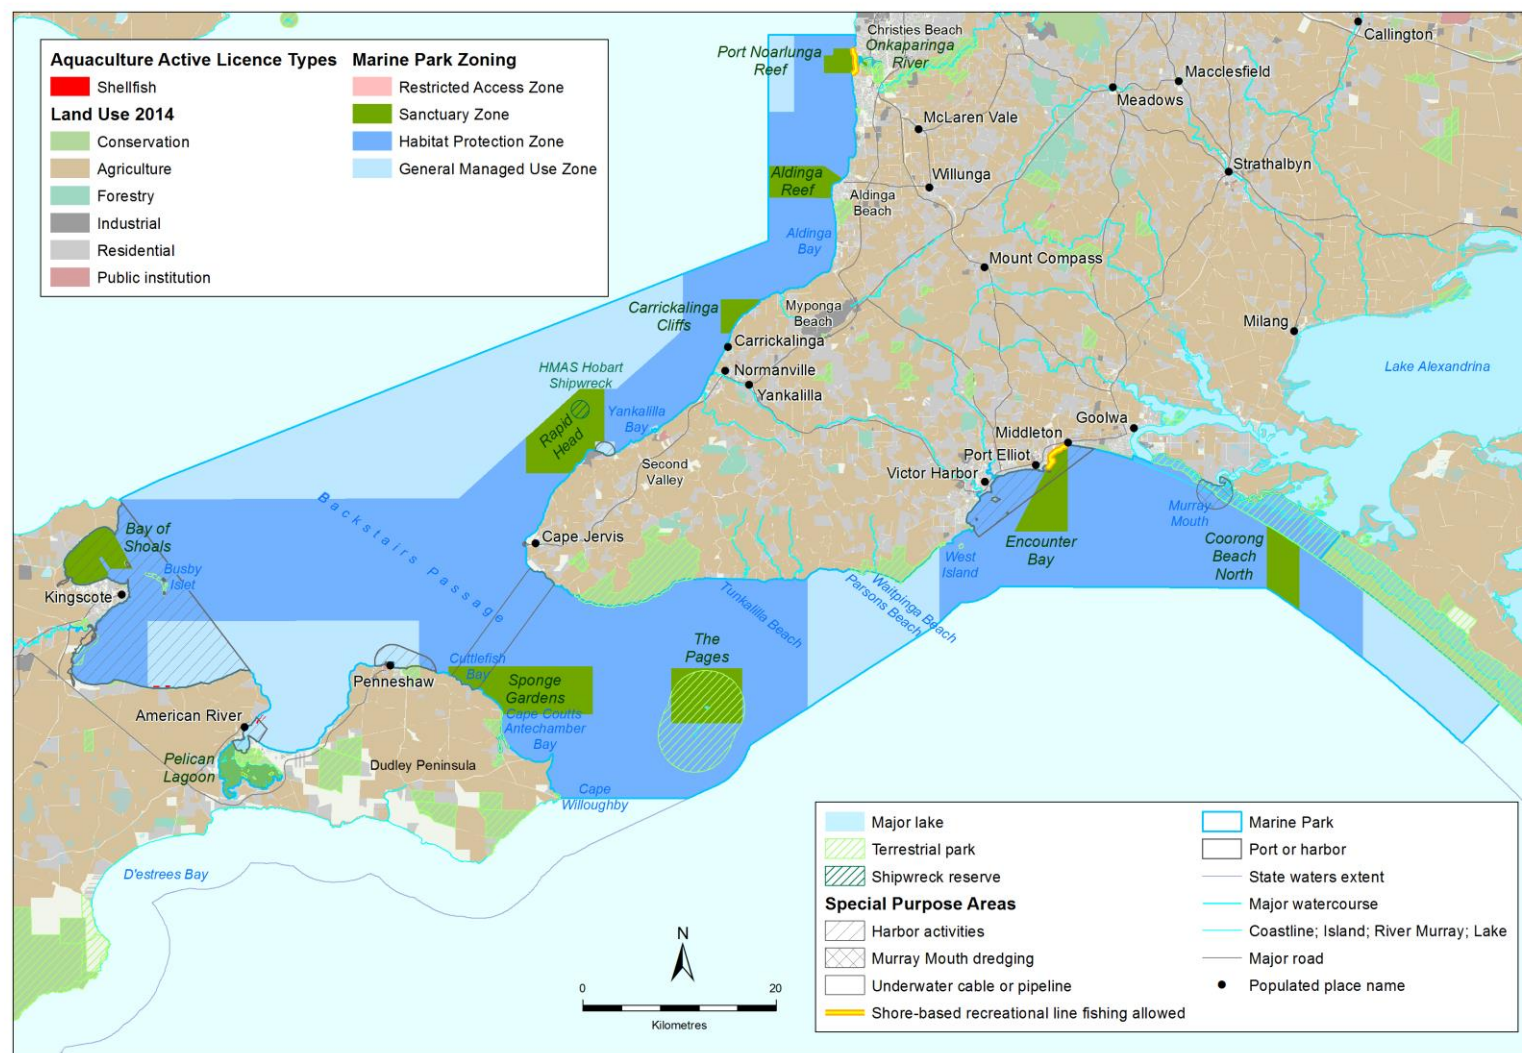 Aquaculture Active Licence Types
Shellfish
Land Use 2014
Conservation
Agriculture
Forestry
Industrial
Residential
Public institution
Marine Park Zoning
Restricted Access Zone
Sanctuary Zone
Habitat Protection Zone
General Managed Use Zone
Christies Beach
Port Noarlunga
Reef
Onkaparinga
River
Callington
Macclesfield
Meadows
McLaren Vale
Strathalbyn
Aldinga
Reef
Willunga
Aldinga
Beach
Aldinga
Bay
Mount Compass
Carrickalinga
Cliffs
Myponga
Beach
Milang
Carrickalinga
Lake Alexandrina
HMAS Hobart
Shipwreck
Normanville
Yankalilla
Rapid
Head
Yankalilla
Bay
Goolwa
Middleton
Port Elliot
Second
Valley
Victor Harbor
Backstairs Passage
Murray
Mouth
Bay of
Shoals
Cape Jervis
Encounter
Bay
Coorong
Beach
North
Busby
Islet
West
Island
Kingscote
Tunkalilla Beach
Waitpinga Beach
Parsons Beach
The
Pages
Cuttlefish
Bay
Penneshaw
Sponge
Gardens
American River
Cape Coutts
Antechamber
Bay
Pelican
Lagoon
Dudley Peninsula
Cape
Willoughby
D'estrees Bay
N
0
20
Kilometres
Major lake
Terrestrial park
Shipwreck reserve
Special Purpose Areas
Harbor activities
Murray Mouth dredging
Underwater cable or pipeline
Shore-based recreational line fishing allowed
Marine Park
Port or harbor
State waters extent
Major watercourse
Coastline; Island; River Murray; Lake
Major road
Populated place name